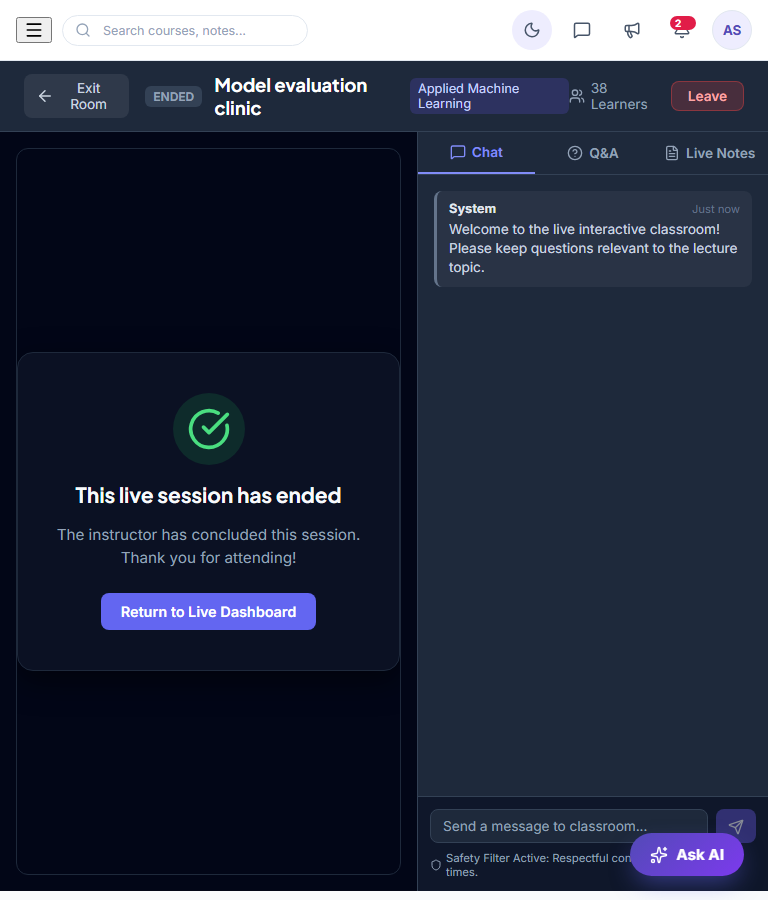 Search courses, notes...
2
AS
Exit
Room
ENDED
Model evaluation
clinic
Applied Machine
Learning
38
Learners
Leave
Chat
Q&A
Live Notes
System
Just now
Welcome to the live interactive classroom!
Please keep questions relevant to the lecture
topic.
This live session has ended
The instructor has concluded this session.
Thank you for attending!
Return to Live Dashboard
Send a message to classroom...
Safety Filter Active: Respectful
times.
Ask AI